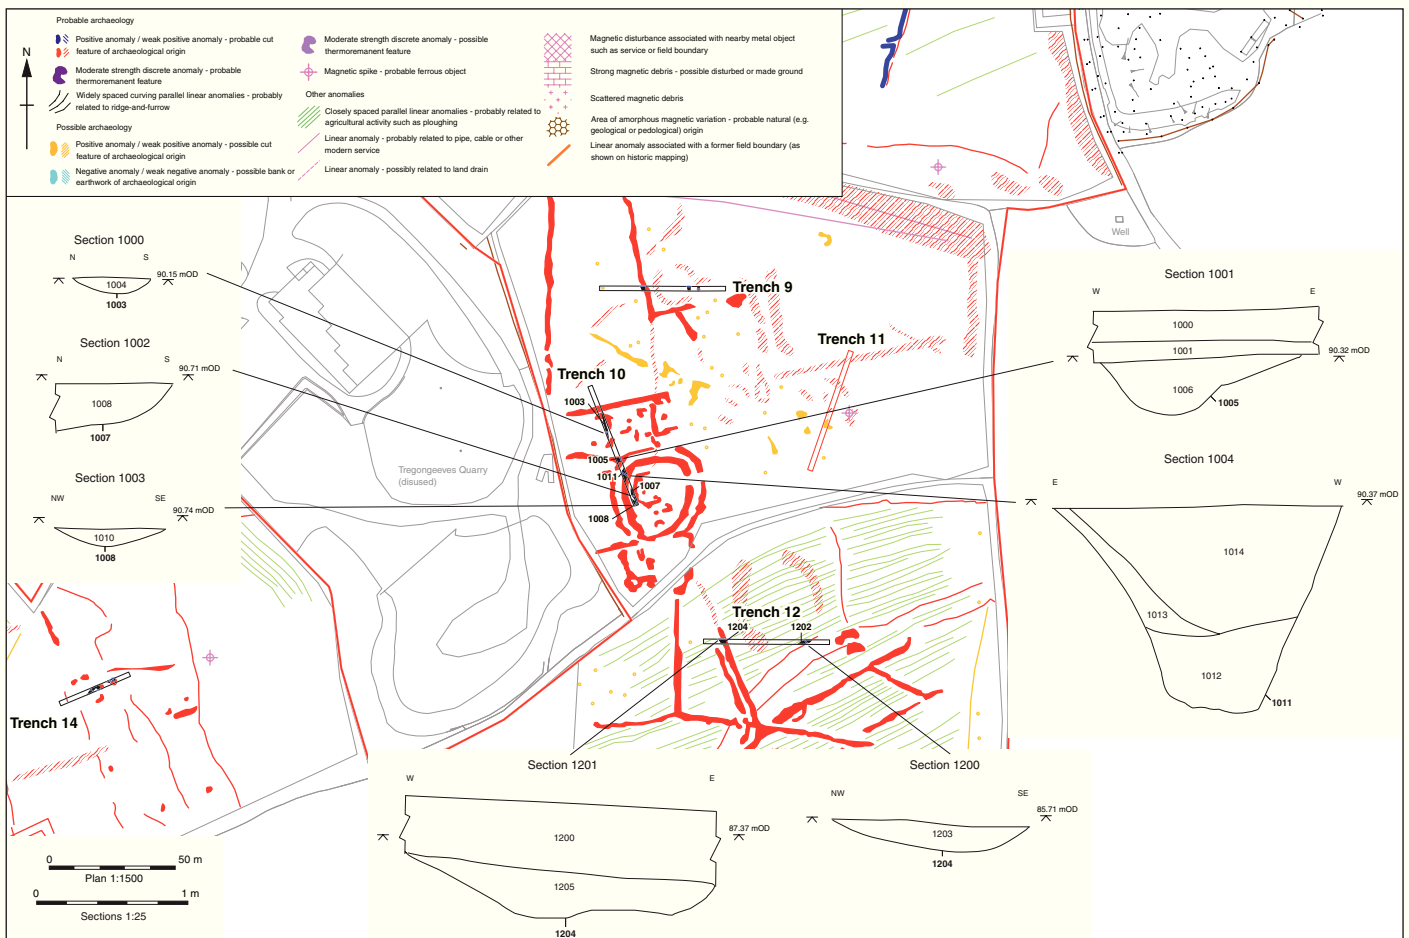 Probable archaeology
Positive anomaly / weak positive anomaly - probable cut
feature of archaeological origin
Moderate strength discrete anomaly - probable
thermoremanent feature
Widely spaced curving parallel linear anomalies - probably
related to ridge-and-furrow
Possible archaeology
Positive anomaly / weak positive anomaly - possible cut
feature of archaeological origin
Negative anomaly / weak negative anomaly - possible bank or
earthwork of archaeological origin
Moderate strength discrete anomaly - possible
thermoremanent feature
Magnetic spike - probable ferrous object
Other anomalies
Closely spaced parallel linear anomalies - probably related to
agricultural activity such as ploughing
Linear anomaly - probably related to pipe, cable or other
modern service
Linear anomaly - possibly related to land drain
Magnetic disturbance associated with nearby metal object
such as service or field boundary
Strong magnetic debris - possible disturbed or made ground
Scattered magnetic debris
Area of amorphous magnetic variation - probable natural (e.g.
geological or pedological) origin
Linear anomaly associated with a former field boundary (as
shown on historic mapping)
N
Section 1000
N S
90.15 mOD
1004
1003
Section 1002
N S
90.71 mOD
1008
1007
Section 1003
NW SE
90.74 mOD
1010
1008
Trench 9
Trench 11
Trench 10
1003
1005
1011
1007
1008
Tregongeeves Quarry
(disused)
Well
Trench 12
1204 1202
Trench 14
Section 1001
W E
1000
1001
90.32 mOD
1006
1005
Section 1004
E W
90.37 mOD
1014
1013
1012
1011
Section 1201
W E
87.37 mOD
1200
1205
1204
Section 1200
NW SE
85.71 mOD
1203
1204
0 50 m
Plan 1:1500
0 1 m
Sections 1:25